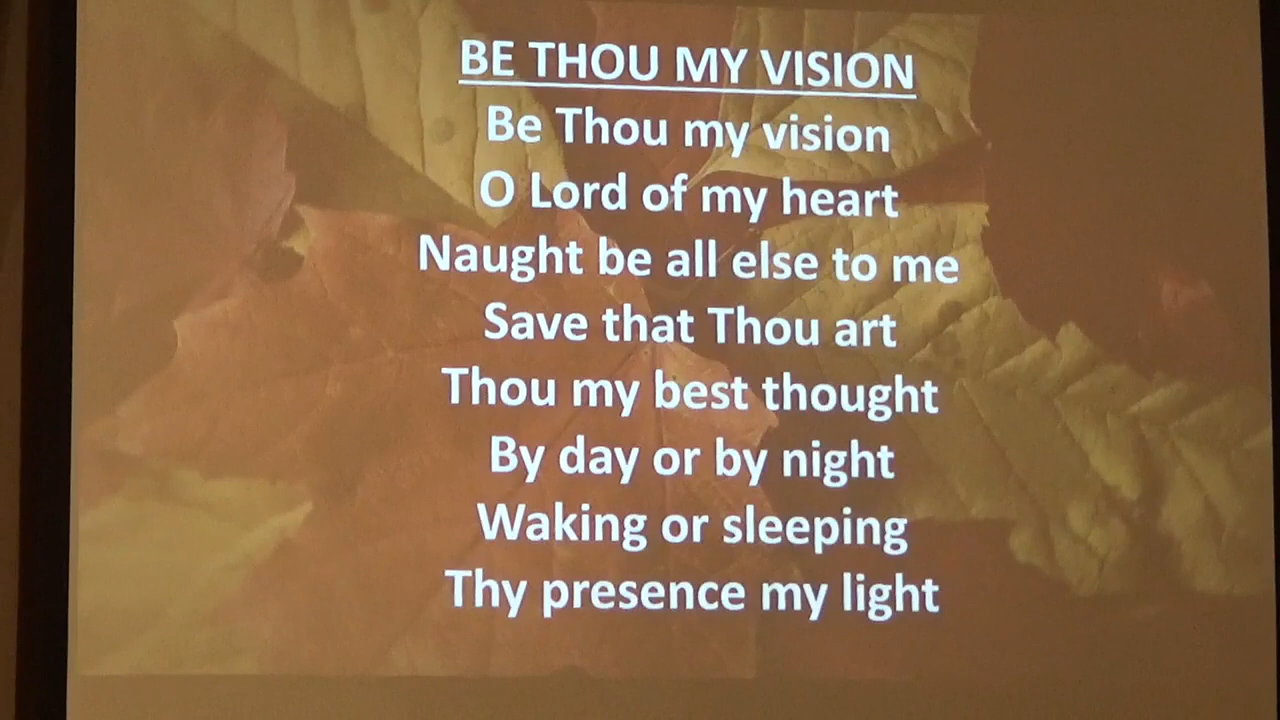 BE THOU MY VISION
Be Thou my vision
O Lord of my heart
Naught be all else to me
Save that Thou art
Thou my best thought
By day or by night
Waking or sleeping
Thy presence my light